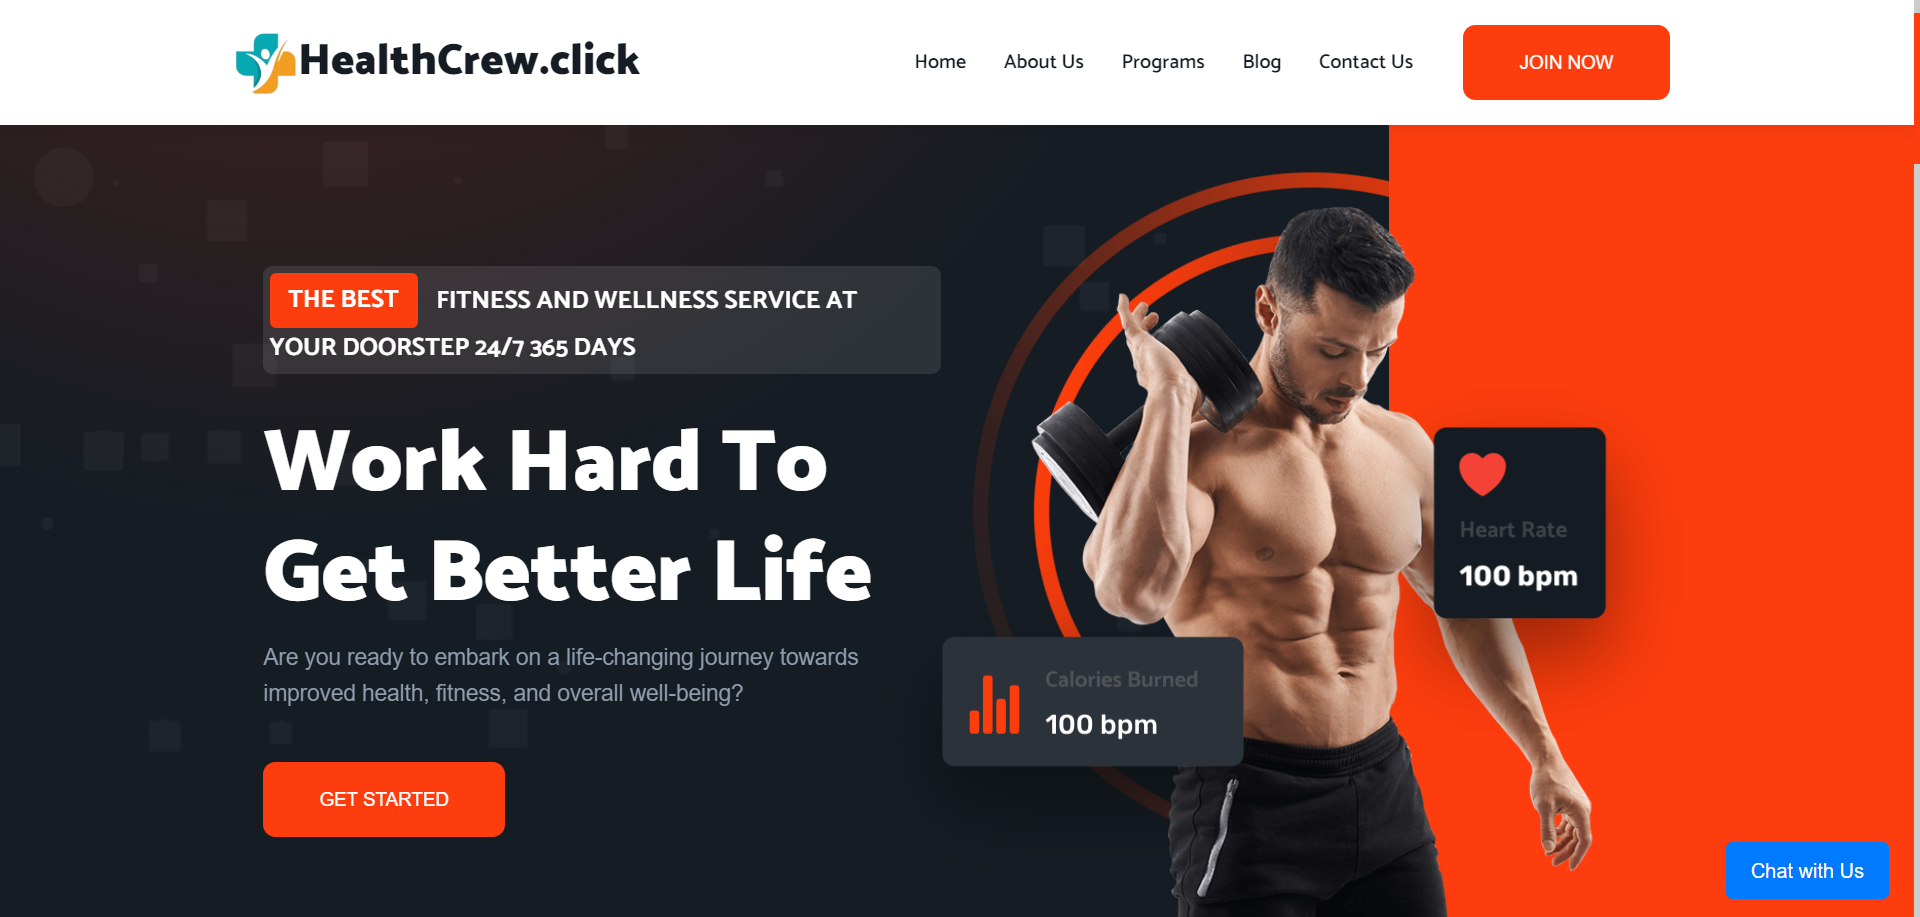 HealthCrew.click
Home About Us Programs Blog Contact Us JOIN NOW
THE BEST FITNESS AND WELLNESS SERVICE AT
YOUR DOORSTEP 24/7 365 DAYS
Work Hard To
Get Better Life
Are you ready to embark on a life-changing journey towards
improved health, fitness, and overall well-being?
GET STARTED
Heart Rate
100 bpm
Calories Burned
100 bpm
Chat with Us